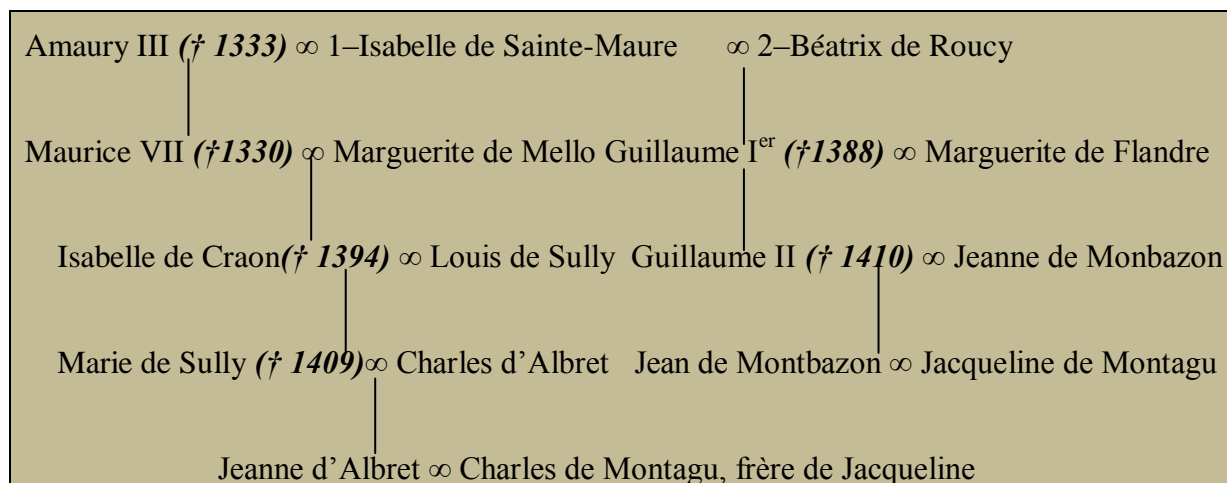 Amaury III († 1333) ∞ 1–Isabelle de Sainte-Maure ∞ 2–Béatrix de Roucy
Maurice VII (†1330) ∞ Marguerite de Mello Guillaume Ier (†1388) ∞ Marguerite de Flandre
Isabelle de Craon(† 1394) ∞ Louis de Sully Guillaume II († 1410) ∞ Jeanne de Monbazon
Marie de Sully († 1409)∞ Charles d’Albret Jean de Montbazon ∞ Jacqueline de Montagu
Jeanne d’Albret ∞ Charles de Montagu, frère de Jacqueline